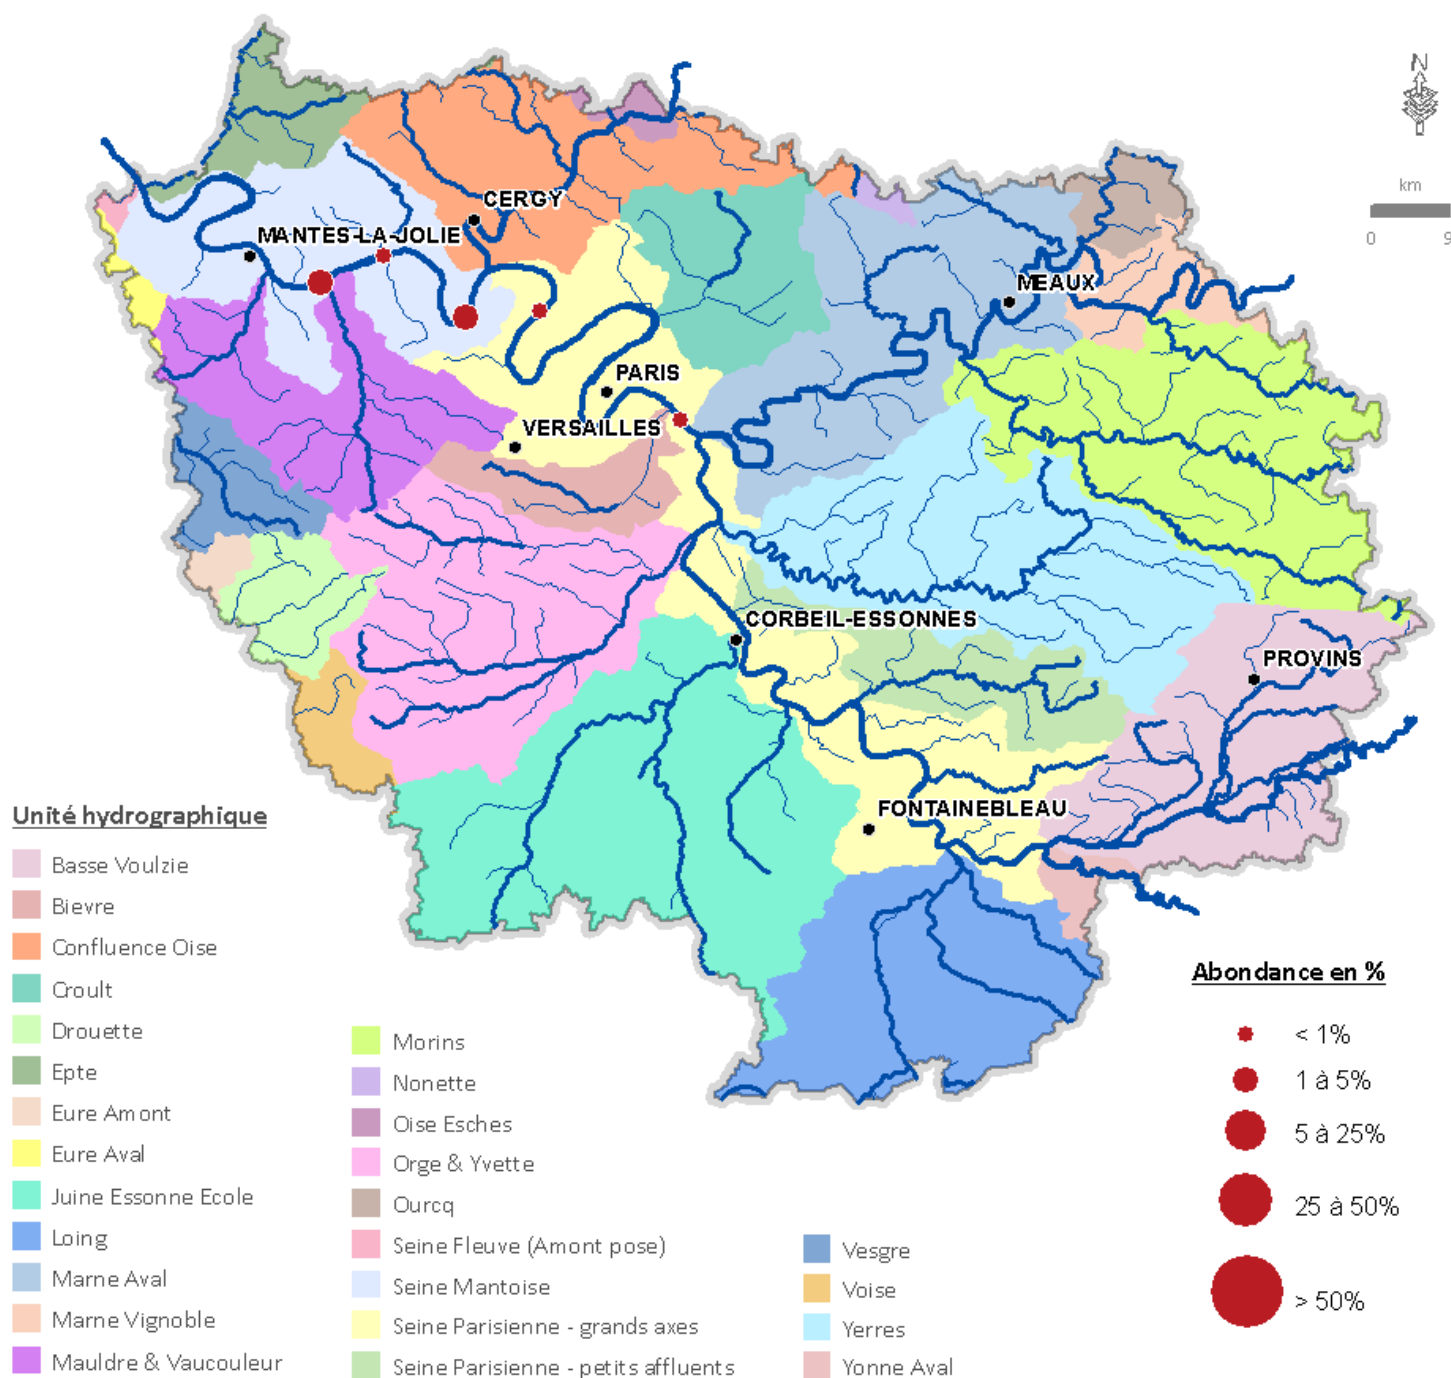 N
km
0 9
CERGY
MANTES-LA-JOLIE
MEAUX
PARIS
VERSAILLES
CORBEIL-ESSONNES
PROVINS
FONTAINEBLEAU
Unité hydrographique
Basse Voulzie
Bievre
Confluence Oise
Croult
Drouette
Epte
Eure Amont
Eure Aval
Juine Essonne Ecole
Loing
Marne Aval
Marne Vignoble
Mauldre & Vaucouleur
Morins
Nonette
Oise Esches
Orge & Yvette
Ourcq
Seine Fleuve (Amont pose)
Seine Mantoise
Seine Parisienne - grands axes
Seine Parisienne - petits affluents
Vesgre
Voise
Yerres
Yonne Aval
Abondance en %
< 1%
1 à 5%
5 à 25%
25 à 50%
> 50%